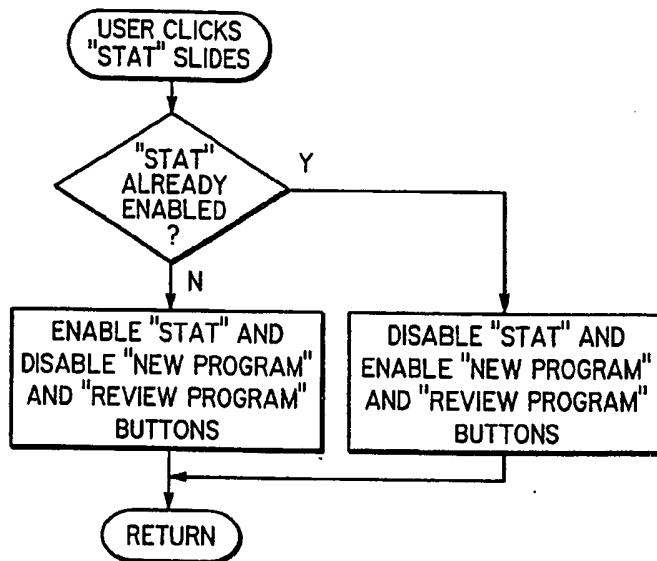 USER CLICKS
"STAT" SLIDES
"STAT"
ALREADY
ENABLED
?
Y
N
ENABLE "STAT" AND
DISABLE "NEW PROGRAM"
AND "REVIEW PROGRAM"
BUTTONS
DISABLE "STAT" AND
ENABLE "NEW PROGRAM"
AND "REVIEW PROGRAM"
BUTTONS
RETURN